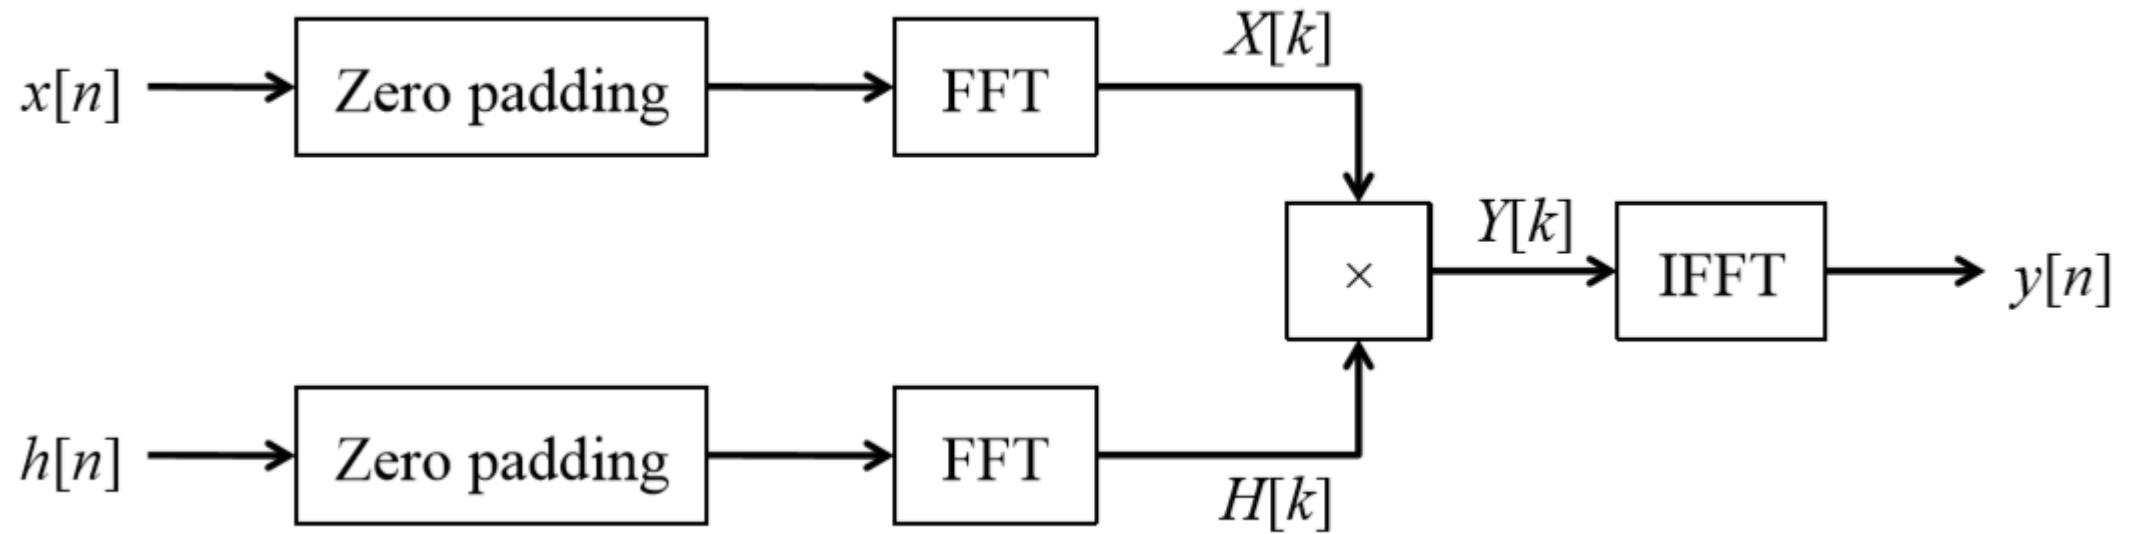 X[k]
x[n] Zero padding FFT
Y[k]
× IFFT y[n]
h[n] Zero padding FFT
H[k]